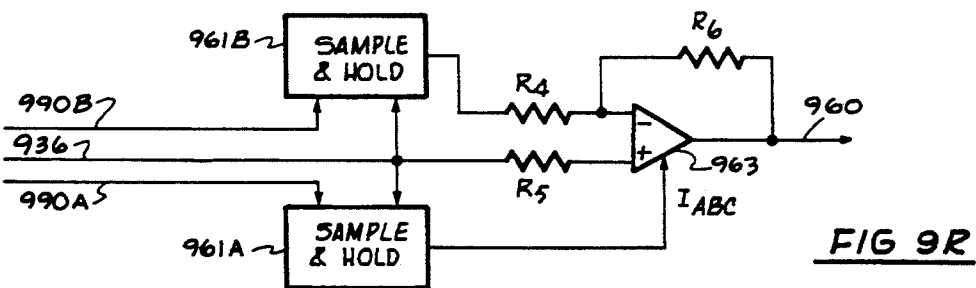 961B
SAMPLE
& HOLD
R6
R4
990B
936
960
963
R5
990A
IABC
961A
SAMPLE
& HOLD
FIG 9R
−
+